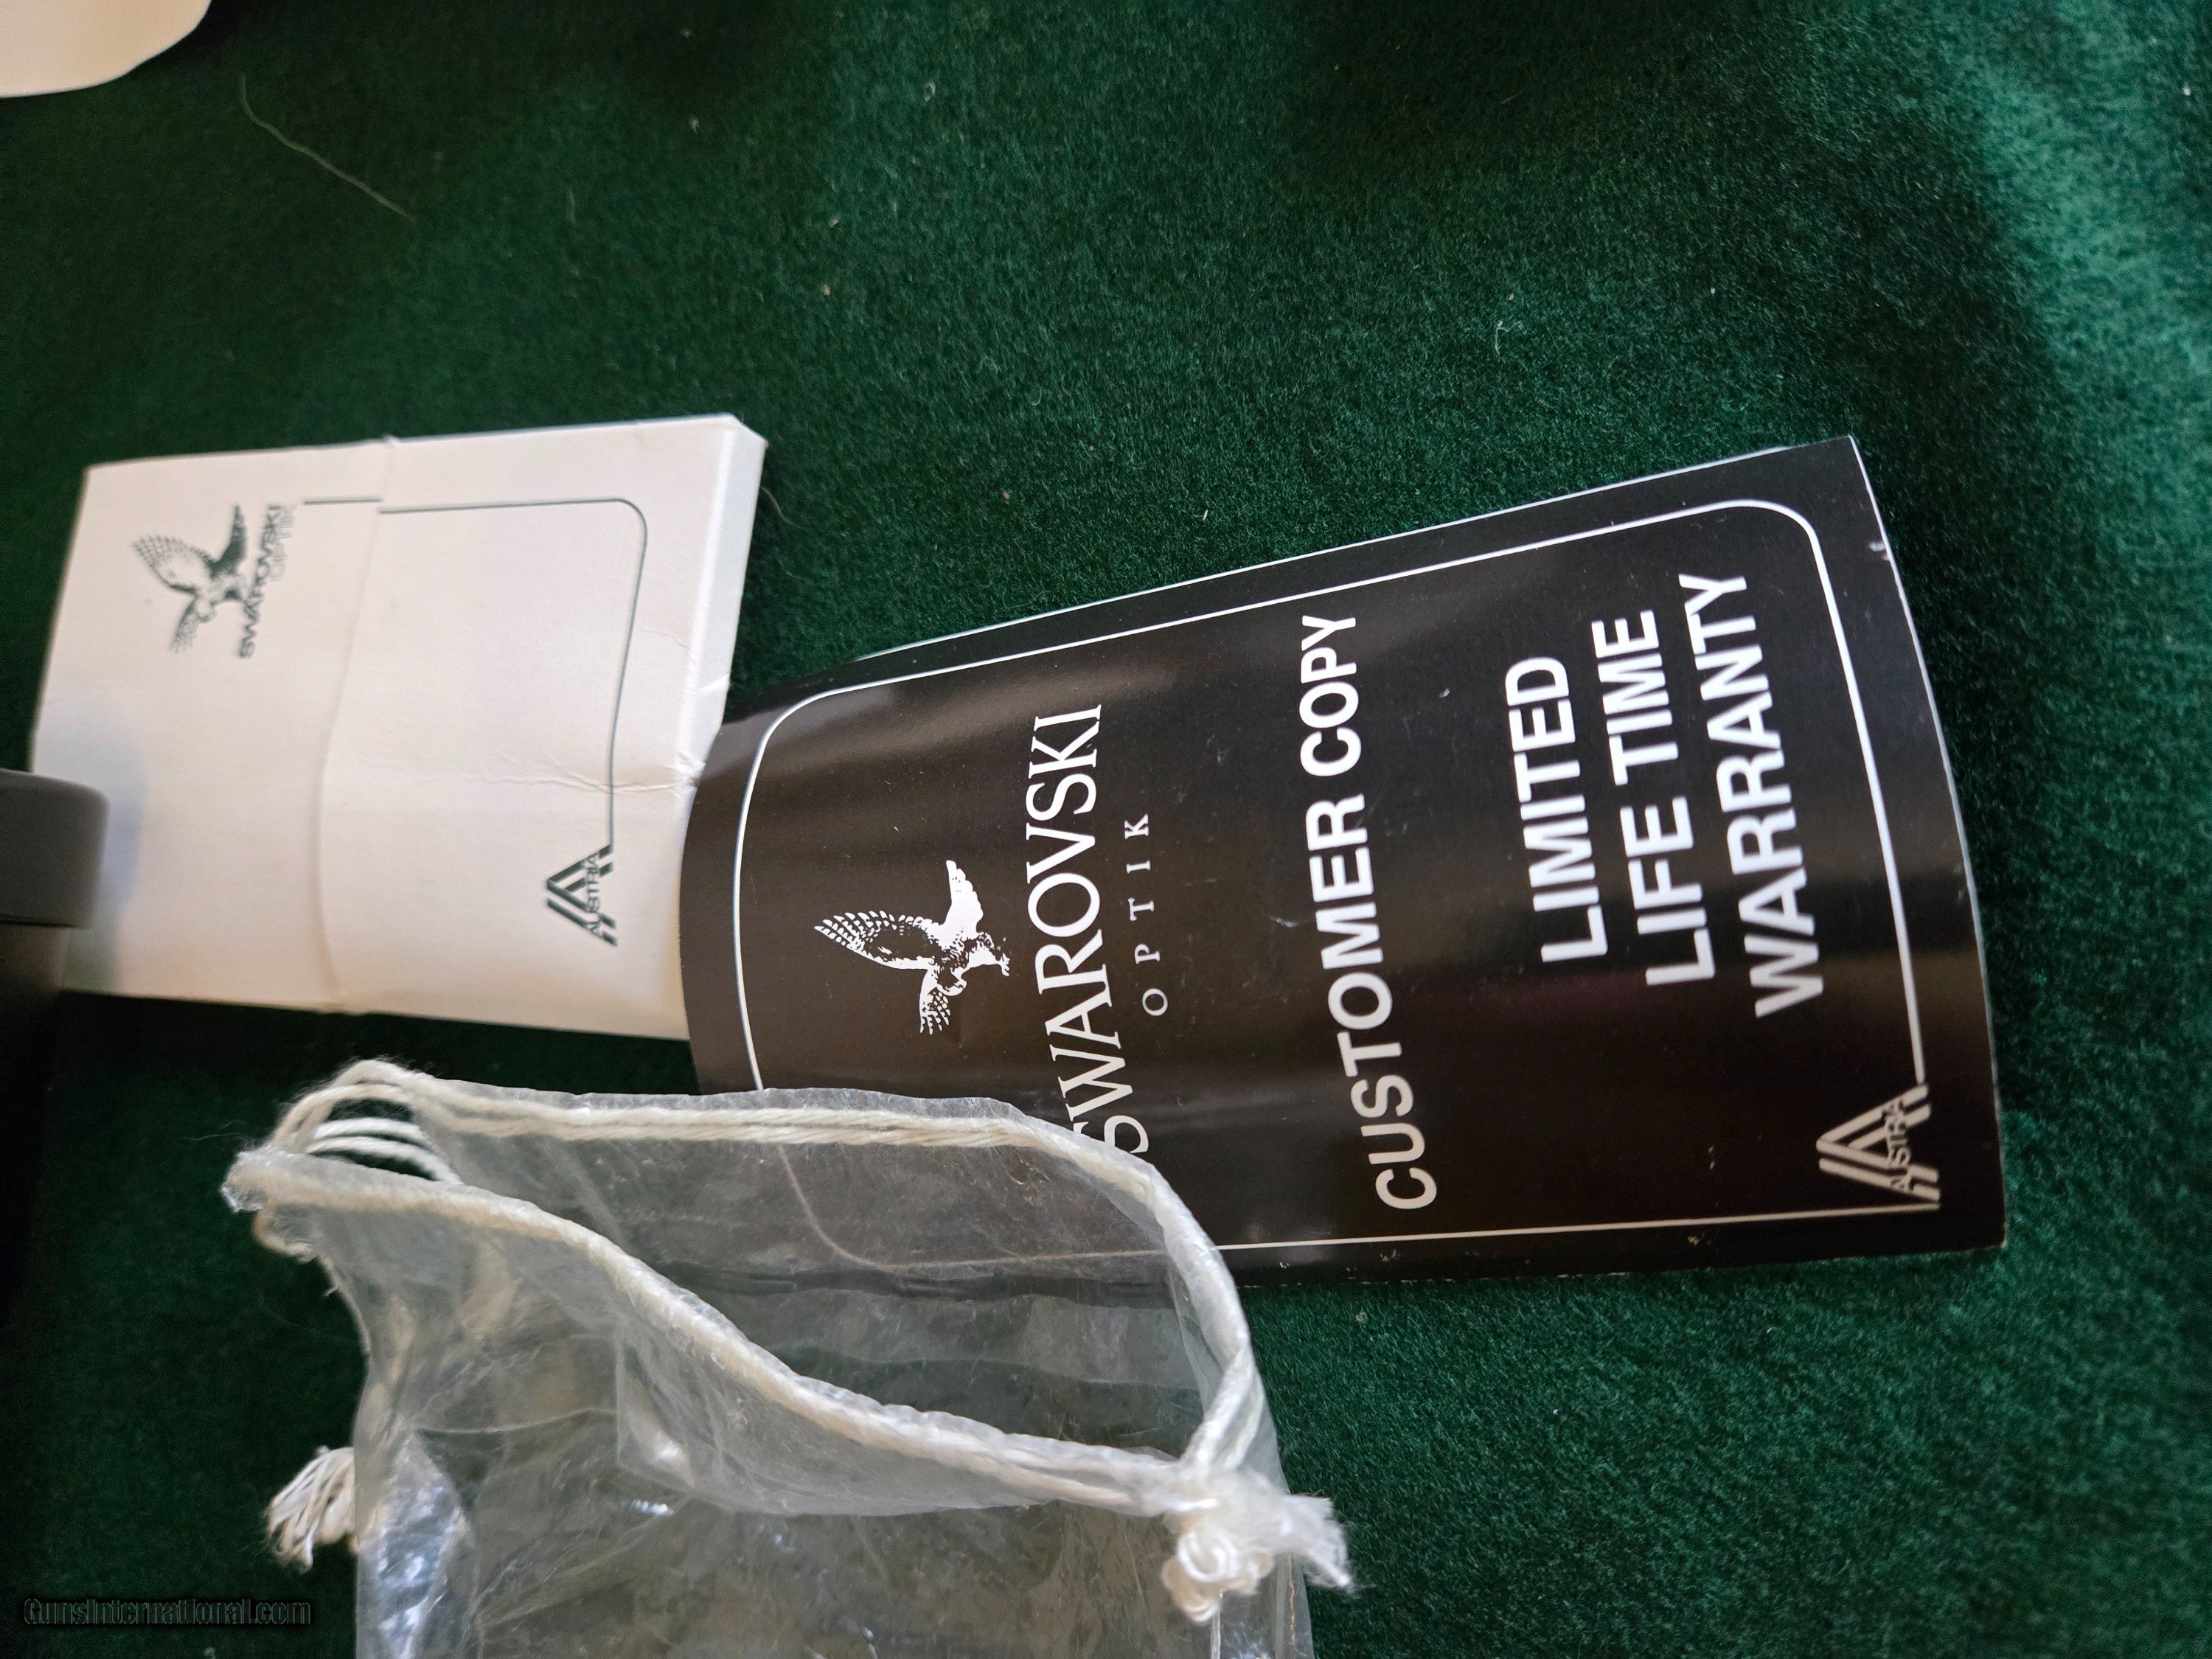 SWAROVSKI
OPTIK
AUSTRIA
SWAROVSKI
OPTIK
CUSTOMER COPY
LIMITED
LIFE TIME
WARRANTY
AUSTRIA
GunsInternational.com